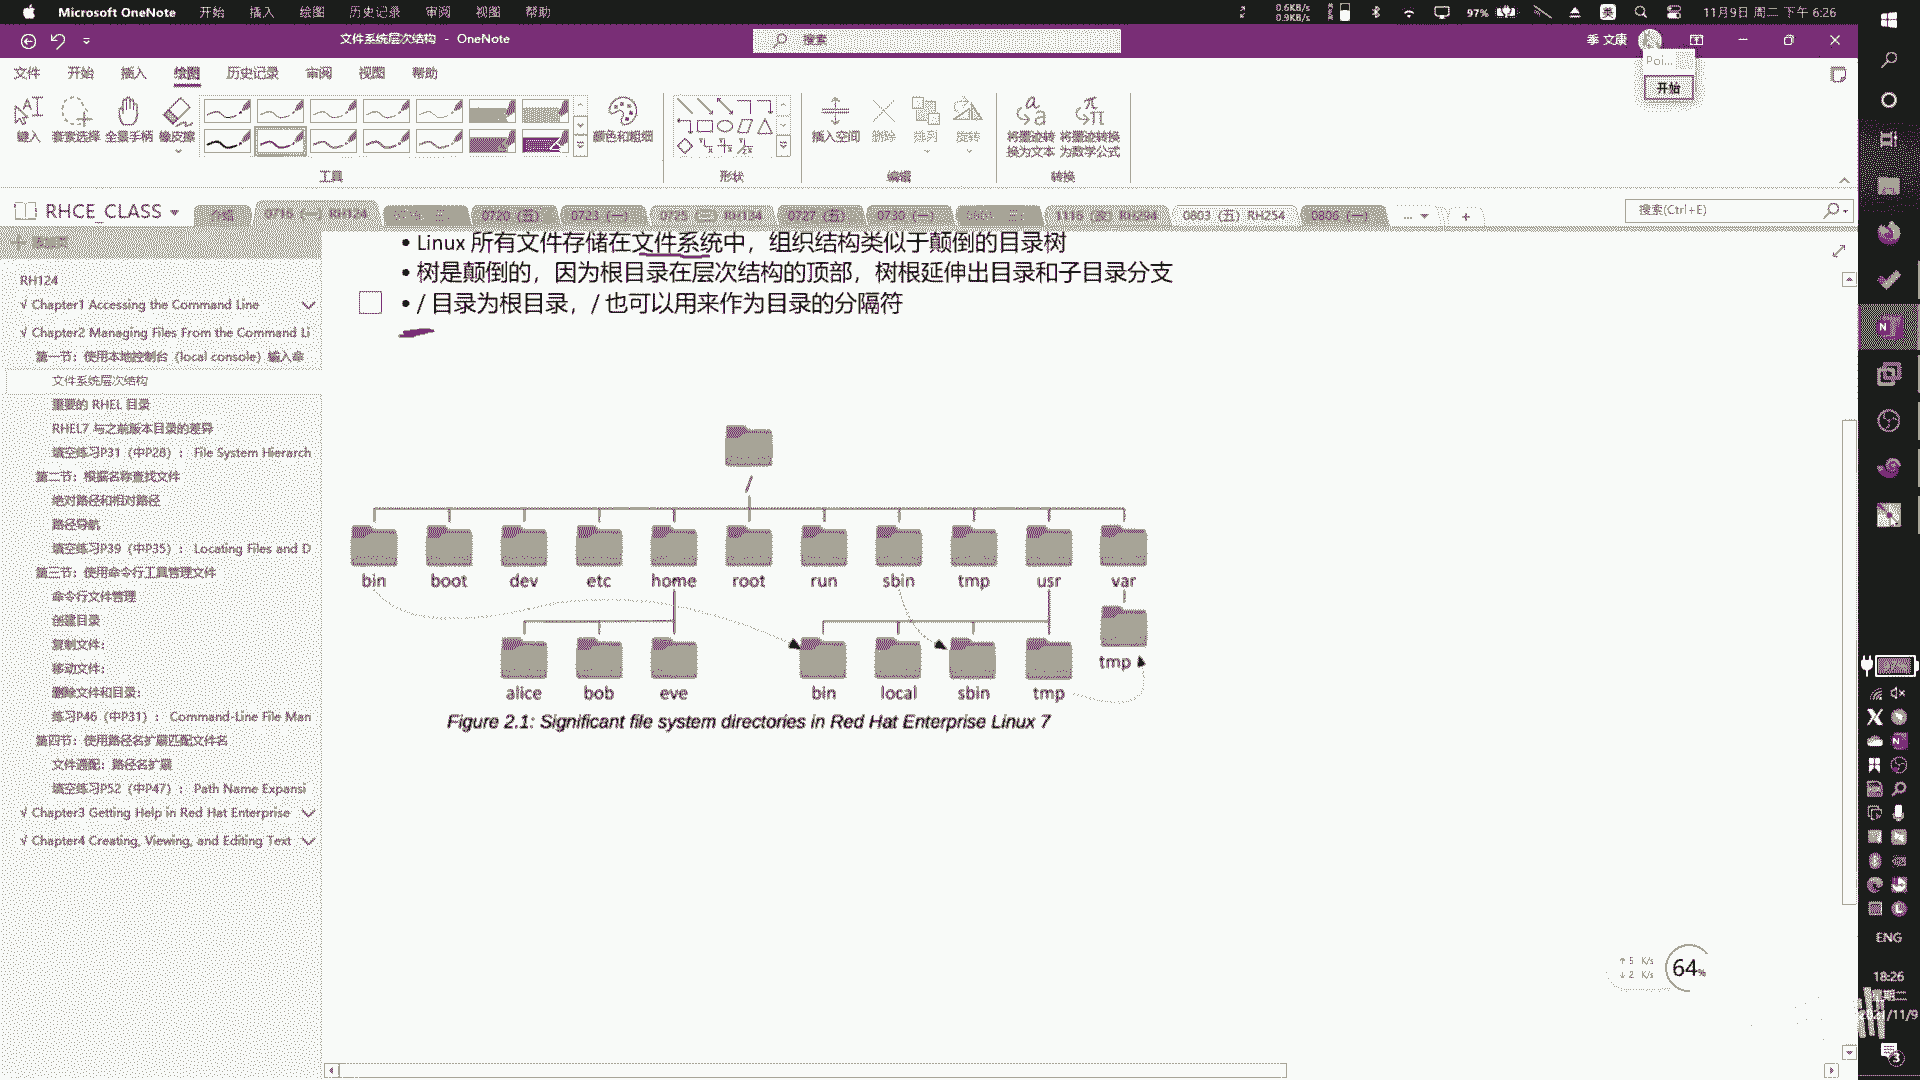 Microsoft OneNote 开始 插入 绘图 历史记录 审阅 视图 帮助
0.6KB/s
0.9KB/s
97%
英
11月9日 周二 下午 6:26
文件系统层次结构 - OneNote
搜索
季 文康
文件 开始 插入 绘图 历史记录 审阅 视图 帮助
Poi...
开始
键入 套索选择 全景手柄 橡皮擦 颜色和粗细 插入空间 删除 排列 旋转 将墨迹转换为文本 将墨迹转换为数学公式
工具 形状 编辑 转换
RHCE_CLASS
介绍
0716 (一) RH124
0720 (五)
0723 (一)
0725 (三) RH134
0727 (五)
0730 (一)
1116 (发) RH294
0803 (五) RH254
0806 (一)
...
+
搜索(Ctrl+E)
添加页
RH124
√ Chapter1 Accessing the Command Line
√ Chapter2 Managing Files From the Command Li
第一节：使用本地控制台（local console）输入命
文件系统层次结构
重要的 RHEL 目录
RHEL7 与之前版本目录的差异
填空练习P31（中P28）： File System Hierarch
第二节：根据名称查找文件
绝对路径和相对路径
路径导航
填空练习P39（中P35）： Locating Files and D
第三节：使用命令行工具管理文件
命令行文件管理
创建目录
复制文件：
移动文件：
删除文件和目录：
练习P46（中P31）： Command-Line File Man
第四节：使用路径名扩展匹配文件名
文件通配：路径名扩展
填空练习P52（中P47）： Path Name Expansi
√ Chapter3 Getting Help in Red Hat Enterprise
√ Chapter4 Creating, Viewing, and Editing Text
• Linux 所有文件存储在文件系统中，组织结构类似于颠倒的目录树
• 树是颠倒的，因为根目录在层次结构的顶部，树根延伸出目录和子目录分支
• / 目录为根目录，/ 也可以用来作为目录的分隔符
/
bin boot dev etc home root run sbin tmp usr var
tmp
alice bob eve bin local sbin tmp
Figure 2.1: Significant file system directories in Red Hat Enterprise Linux 7
↑ 5 K/s
↓ 2 K/s
64%
97%
ENG
18:26
星期二
2021/11/9
3